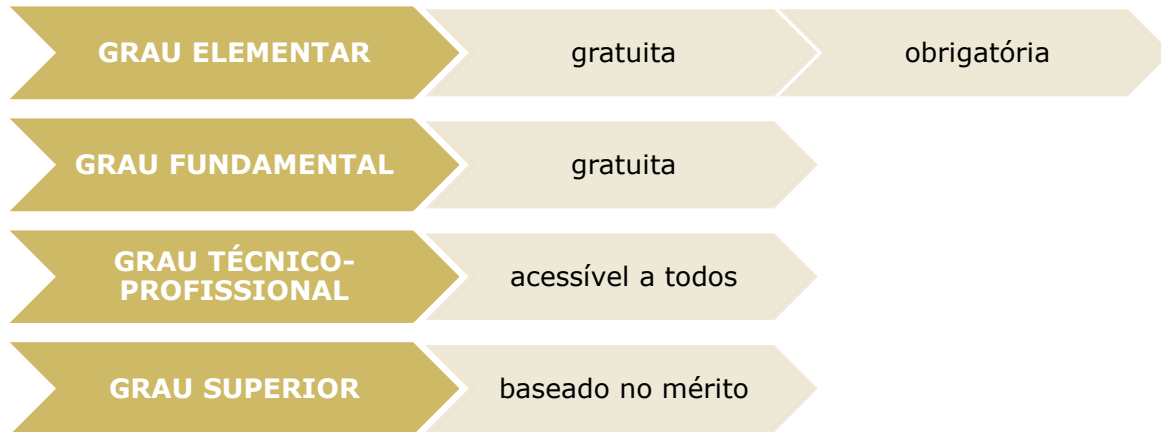 GRAU ELEMENTAR gratuita obrigatória
GRAU FUNDAMENTAL gratuita
GRAU TÉCNICO-
PROFISSIONAL acessível a todos
GRAU SUPERIOR baseado no mérito